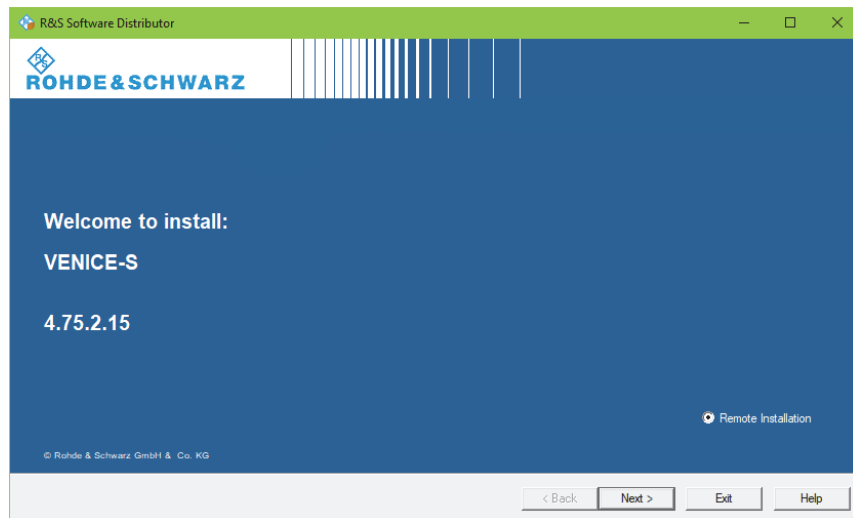 R&S Software Distributor
R&S
ROHDE&SCHWARZ
Welcome to install:
VENICE-S
4.75.2.15
Remote Installation
© Rohde & Schwarz GmbH & Co. KG
< Back
Next >
Exit
Help